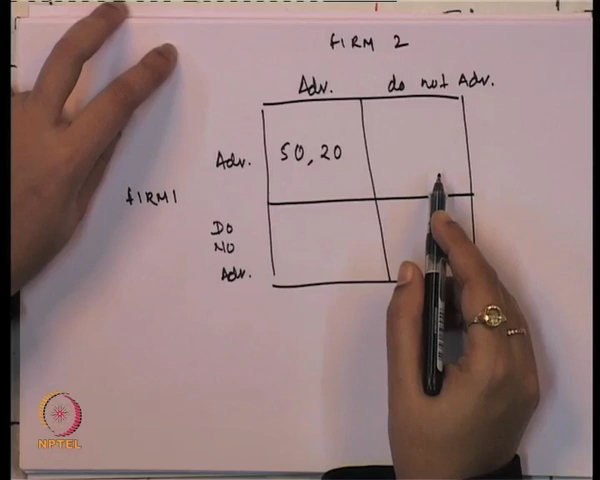 FIRM 2
Adv. do not Adv.
Adv. 50, 20
FIRM 1
DO
NO
Adv.
NPTEL